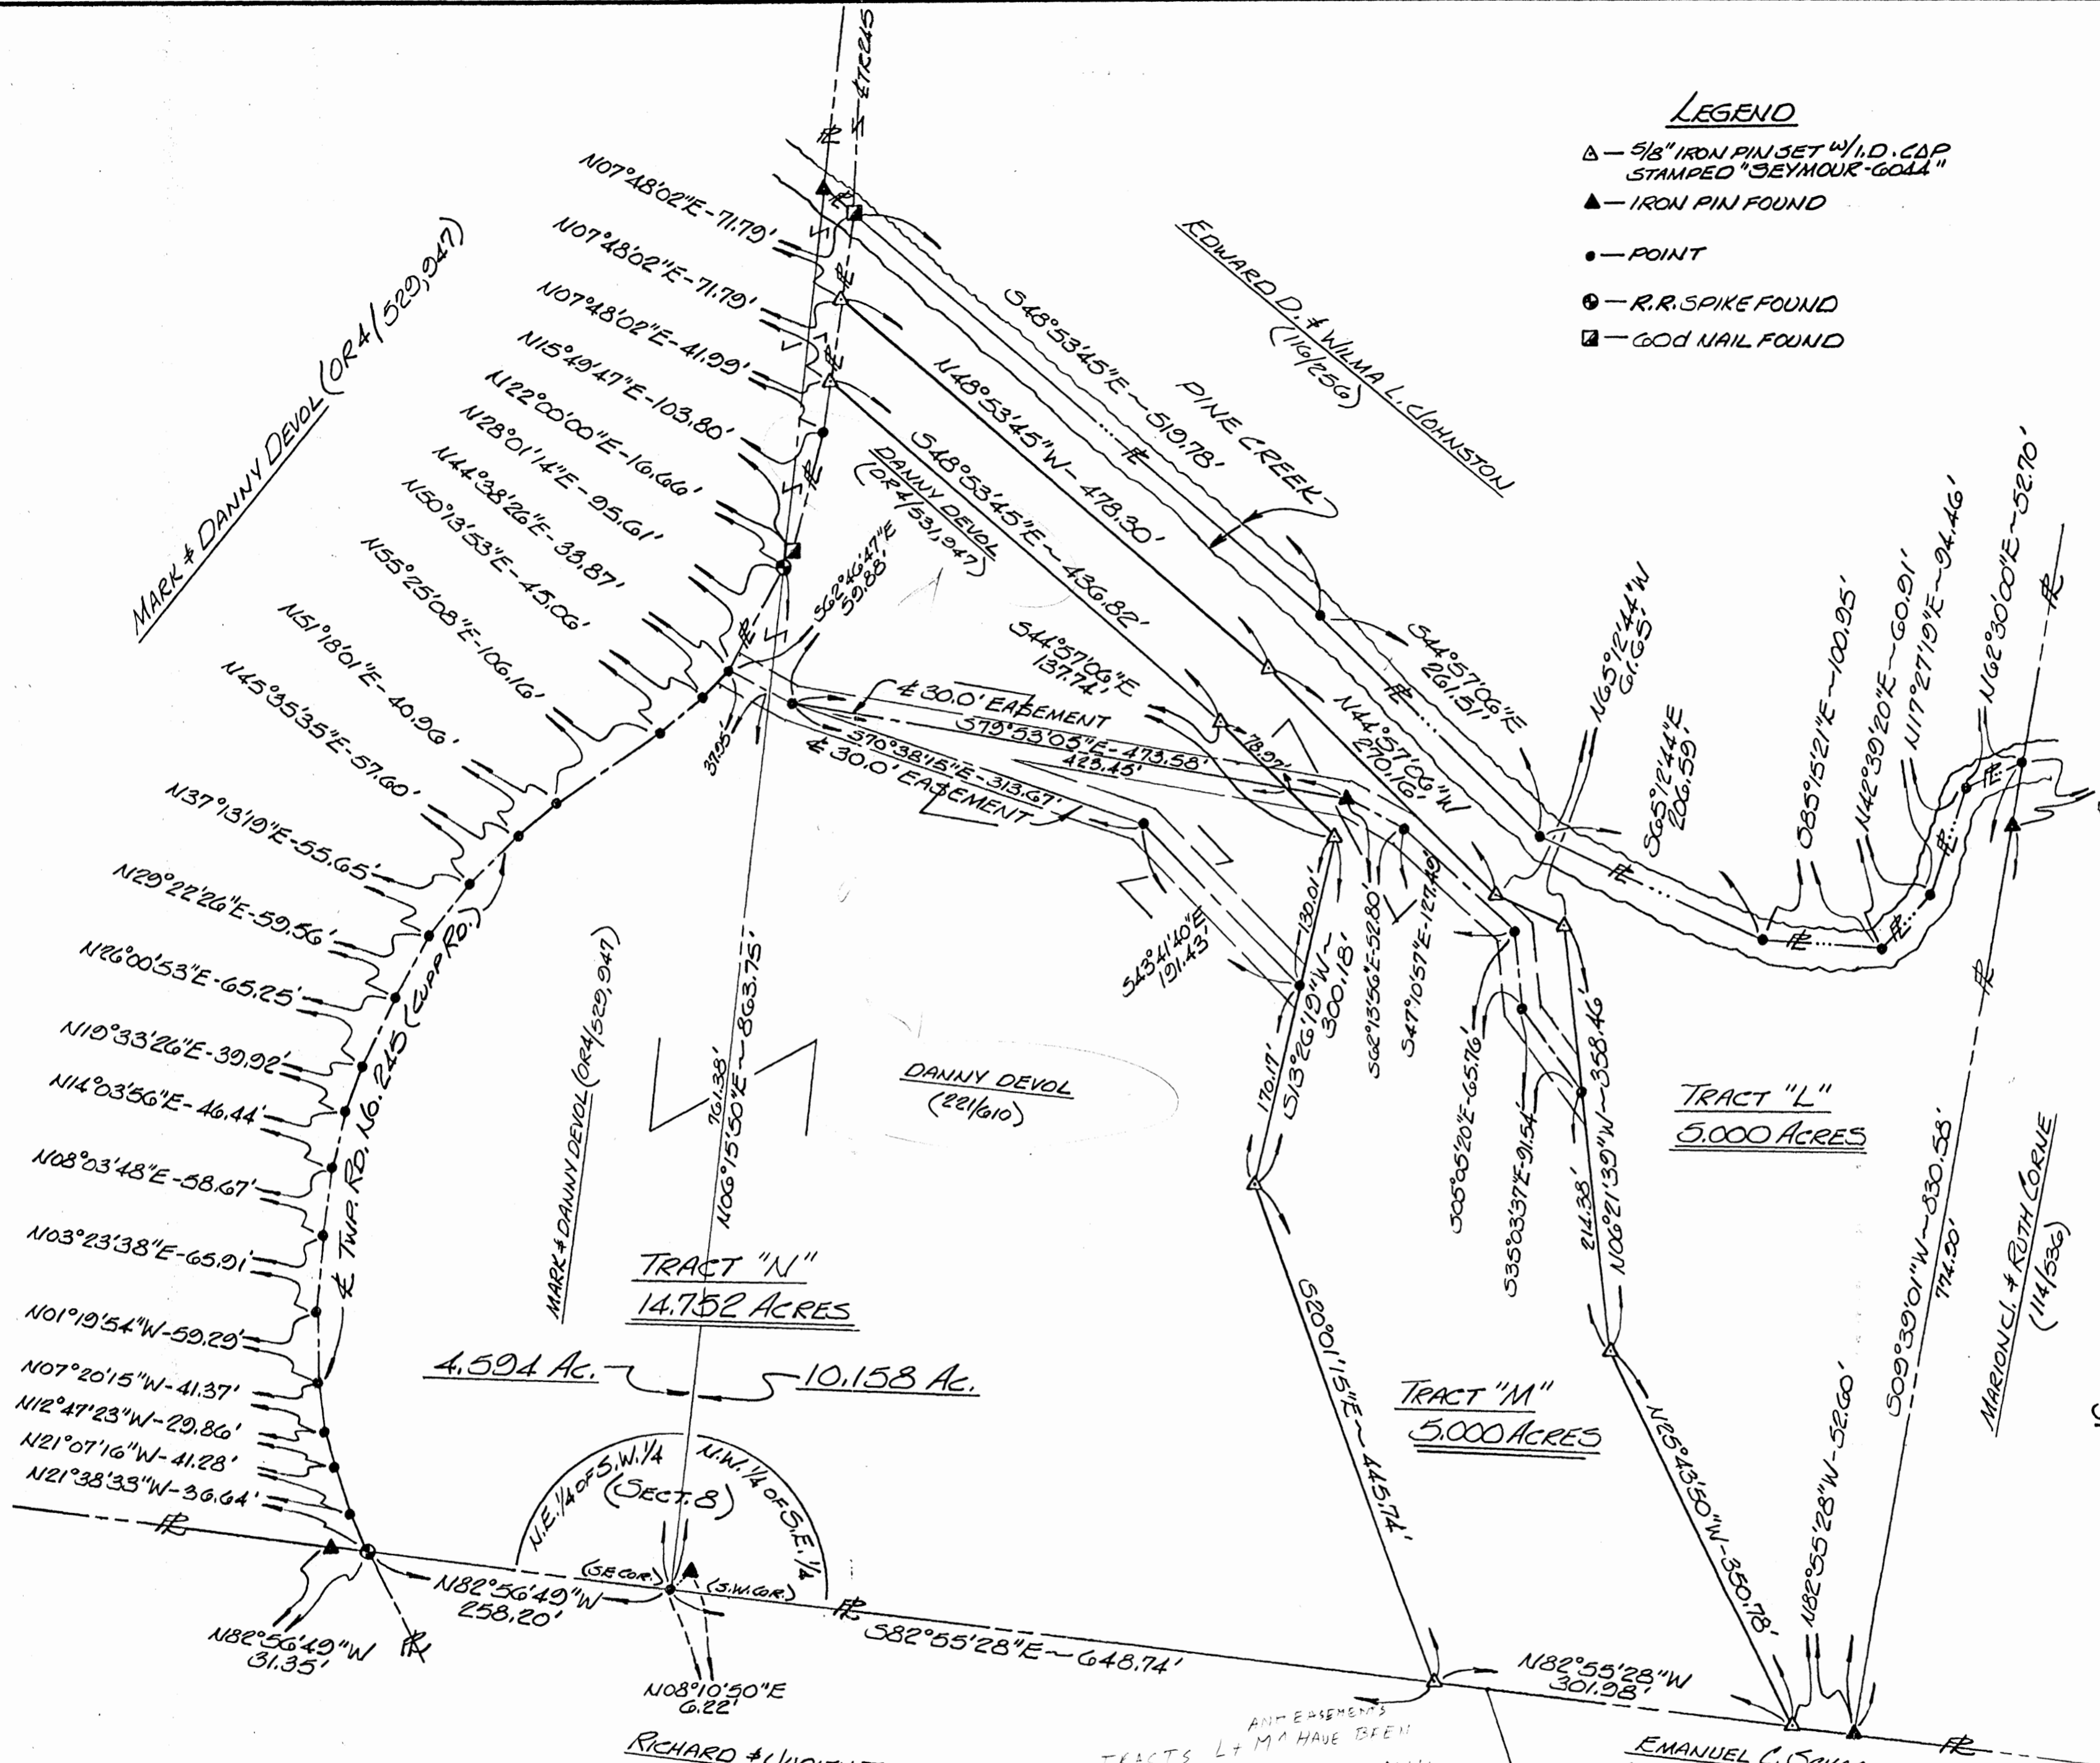 LEGEND
5/8" IRON PIN SET W/I.D. CAP
STAMPED "SEYMOUR-6044"
IRON PIN FOUND
POINT
R.R. SPIKE FOUND
60d NAIL FOUND
℄ TR 245
N07°48'02"E-71.79'
N07°48'02"E-71.79'
N07°48'02"E-41.99'
N15°49'47"E-103.80'
N22°00'00"E-16.66'
N28°01'14"E-95.61'
N44°38'26"E-33.87'
N50°13'53"E-45.06'
N55°25'08"E-106.16'
N51°18'01"E-40.96'
N45°35'35"E-57.60'
N37°13'19"E-55.65'
N29°22'26"E-59.56'
N26°00'53"E-65.25'
N19°33'26"E-39.92'
N14°03'56"E-46.44'
N08°03'48"E-58.67'
N03°23'38"E-65.91'
N01°19'54"W-59.29'
N07°20'15"W-41.37'
N12°47'23"W-29.86'
N21°07'16"W-41.28'
N21°38'33"W-36.64'
MARK & DANNY DEVOL (OR4/529,947)
℄ TWP. RD. NO. 245 (CUPP RD.)
EDWARD D. & WILMA L. JOHNSTON
(116/256)
PINE CREEK
S48°53'45"E~519.78'
N48°53'45"W-478.30'
S48°53'45"E~436.82'
DANNY DEVOL
(OR4/531,947)
S62°46'47"E
59.88'
37.95'
S44°57'06"E
137.74'
78.97'
℄ 30.0' EASEMENT
S79°53'05"E-473.58'
423.45'
S70°38'15"E-313.67'
℄ 30.0' EASEMENT
S43°41'40"E
191.43'
N44°57'06"W
270.16'
S44°57'06"E
261.51'
N65°12'44"W
61.65'
S65°12'44"E
206.59'
S85°15'21"E~100.95'
N42°39'20"E~60.91'
N17°27'19"E~94.46'
N62°30'00"E~52.70'
130.01'
S13°26'19"W~
300.18'
170.17'
S62°13'56"E-52.80'
S47°10'57"E-127.49'
S05°05'20"E-65.76'
S35°03'37"E-91.54'
214.38'
N06°21'39"W~358.46'
N25°43'50"W-350.78'
S20°01'15"E~445.74'
TRACT "L"
5.000 ACRES
TRACT "M"
5.000 ACRES
S09°39'01"W~830.58'
774.90'
MARION J. & RUTH CORNE
(114/536)
N82°55'28"W-52.60'
MARK & DANNY DEVOL (OR4/529,947)
761.38'
N06°15'50"E~863.75'
DANNY DEVOL
(221/610)
TRACT "N"
14.752 ACRES
4.594 Ac.
10.158 Ac.
N.E. 1/4 OF S.W. 1/4
N.W. 1/4 OF S.E. 1/4
(SECT. 8)
(S.E. COR.)
(S.W. COR.)
N82°56'49"W
258.20'
N82°56'49"W
31.35'
N08°10'50"E
6.22'
S82°55'28"E~648.74'
N82°55'28"W
301.98'
EASEMENTS
TRACTS L + M HAVE BEEN
RICHARD &
EMANUEL C.